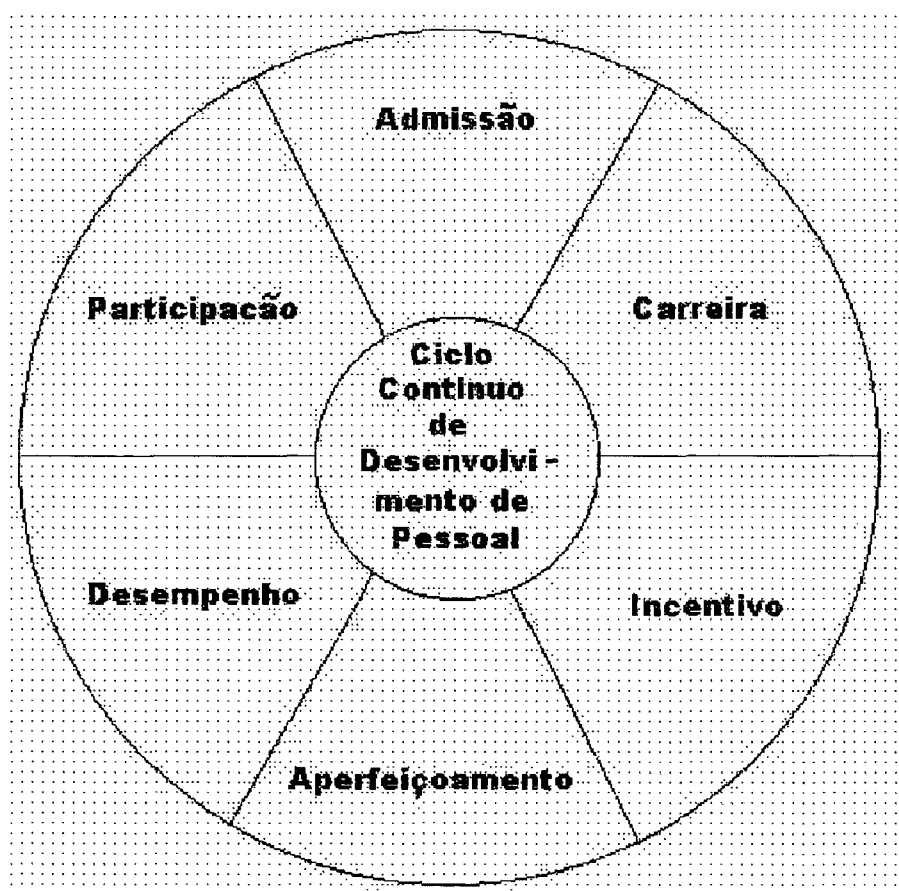 Admissão
Participacão
Carreira
Ciclo
Contínuo
de
Desenvolvi-
mento de
Pessoal
Desempenho
Incentivo
Aperfeiçoamento